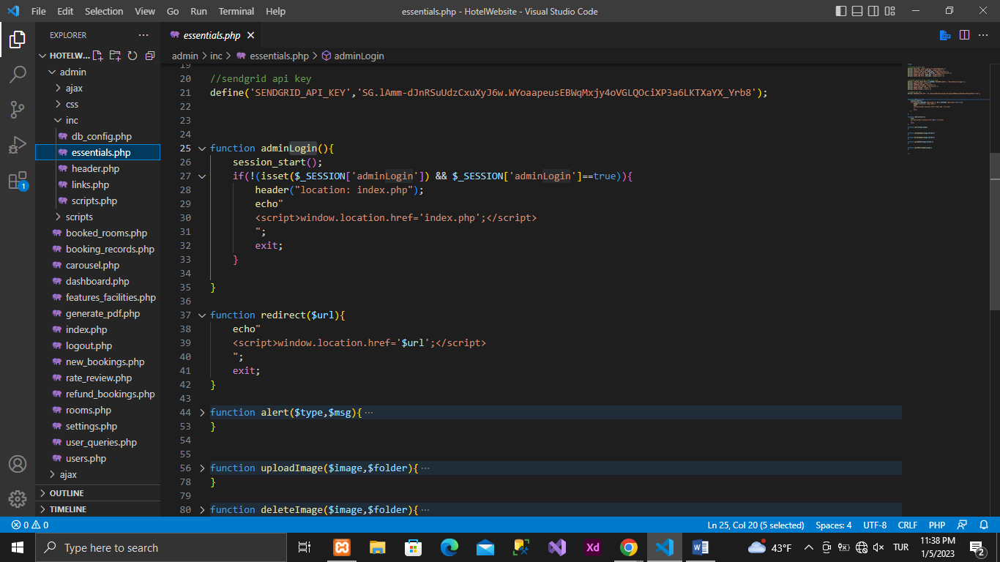 File Edit Selection View Go Run Terminal Help
essentials.php - HotelWebsite - Visual Studio Code
EXPLORER
HOTELW...
admin
ajax
css
inc
db_config.php
essentials.php
header.php
links.php
scripts.php
scripts
booked_rooms.php
booking_records.php
carousel.php
dashboard.php
features_facilities.php
generate_pdf.php
index.php
logout.php
new_bookings.php
rate_review.php
refund_bookings.php
rooms.php
settings.php
user_queries.php
users.php
ajax
OUTLINE
TIMELINE
1
essentials.php
admin > inc > essentials.php > adminLogin
19
20 //sendgrid api key
21 define('SENDGRID_API_KEY','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');
22
23
24
25 function adminLogin(){
26 session_start();
27 if(!(isset($_SESSION['adminLogin']) && $_SESSION['adminLogin']==true)){
28 header("location: index.php");
29 echo"
30 <script>window.location.href='index.php';</script>
31 ";
32 exit;
33 }
34
35 }
36
37 function redirect($url){
38 echo"
39 <script>window.location.href='$url';</script>
40 ";
41 exit;
42 }
43
44 function alert($type,$msg){ ...
53 }
54
55
56 function uploadImage($image,$folder){ ...
78 }
79
80 function deleteImage($image,$folder){ ...
0 0
Ln 25, Col 20 (5 selected) Spaces: 4 UTF-8 CRLF PHP
Type here to search
Xd
43°F
TUR
11:38 PM
1/5/2023
2